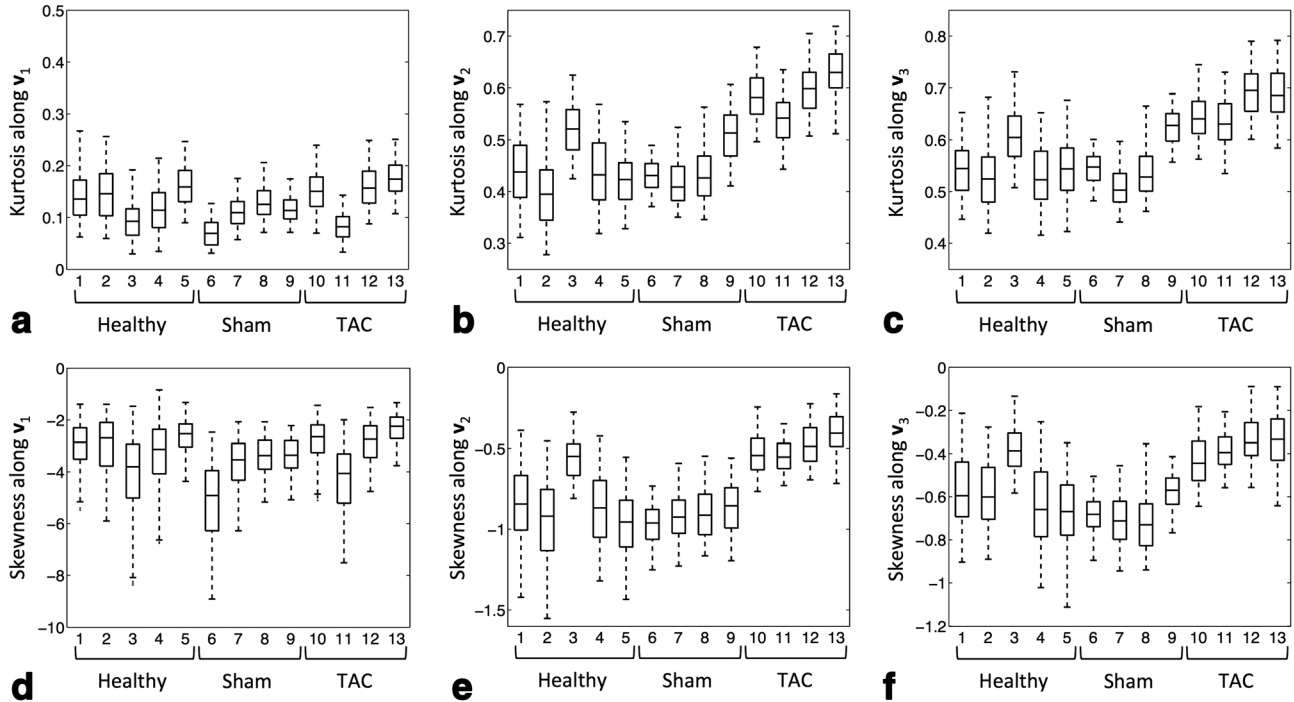 Kurtosis along v1
0.5
0.4
0.3
0.2
0.1
0
1 2 3 4 5 6 7 8 9 10 11 12 13
Healthy Sham TAC
a
Kurtosis along v2
0.7
0.6
0.5
0.4
0.3
1 2 3 4 5 6 7 8 9 10 11 12 13
Healthy Sham TAC
b
Kurtosis along v3
0.8
0.7
0.6
0.5
0.4
1 2 3 4 5 6 7 8 9 10 11 12 13
Healthy Sham TAC
c
Skewness along v1
0
−2
−4
−6
−8
−10
1 2 3 4 5 6 7 8 9 10 11 12 13
Healthy Sham TAC
d
Skewness along v2
0
−0.5
−1
−1.5
1 2 3 4 5 6 7 8 9 10 11 12 13
Healthy Sham TAC
e
Skewness along v3
0
−0.2
−0.4
−0.6
−0.8
−1
−1.2
1 2 3 4 5 6 7 8 9 10 11 12 13
Healthy Sham TAC
f